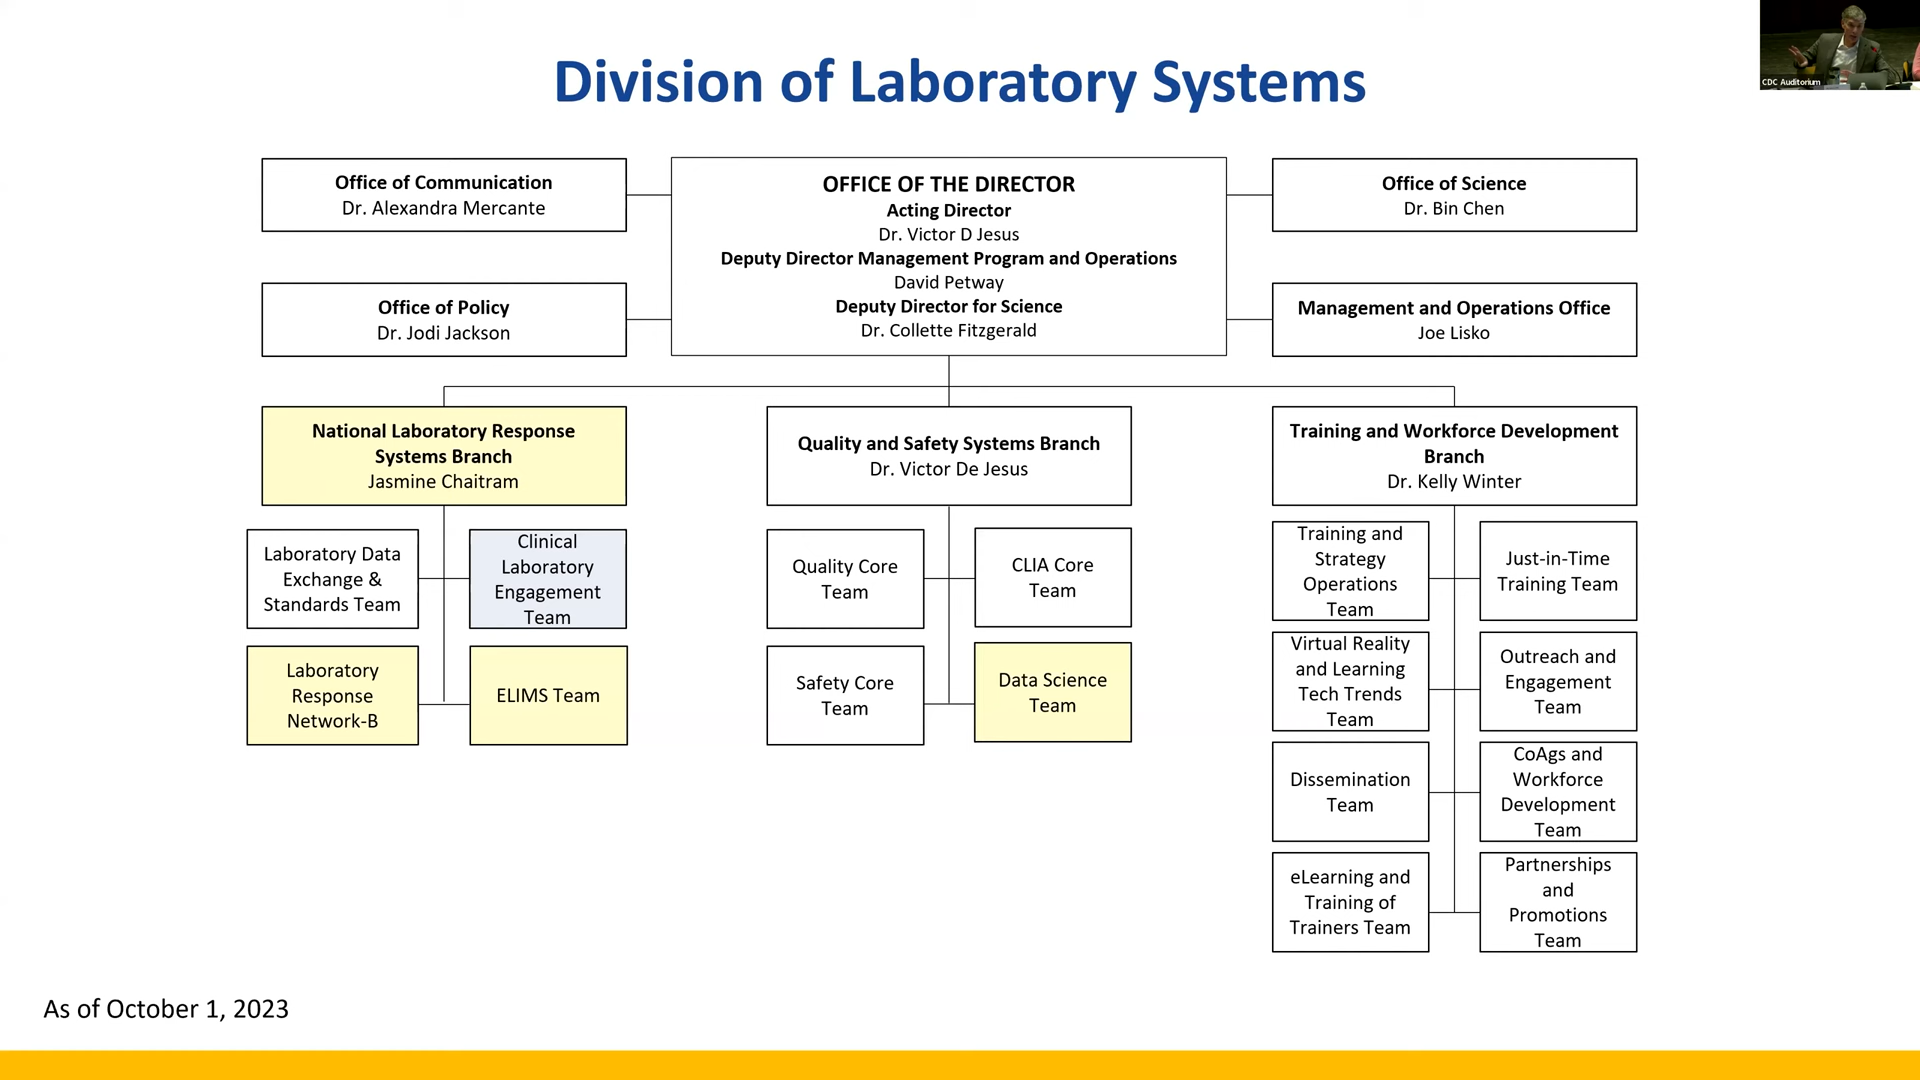 Division of Laboratory Systems
CDC Auditorium
Office of Communication
Dr. Alexandra Mercante
OFFICE OF THE DIRECTOR
Acting Director
Dr. Victor D Jesus
Deputy Director Management Program and Operations
David Petway
Deputy Director for Science
Dr. Collette Fitzgerald
Office of Science
Dr. Bin Chen
Office of Policy
Dr. Jodi Jackson
Management and Operations Office
Joe Lisko
National Laboratory Response
Systems Branch
Jasmine Chaitram
Quality and Safety Systems Branch
Dr. Victor De Jesus
Training and Workforce Development
Branch
Dr. Kelly Winter
Laboratory Data
Exchange &
Standards Team
Clinical
Laboratory
Engagement
Team
Laboratory
Response
Network-B
ELIMS Team
Quality Core
Team
CLIA Core
Team
Safety Core
Team
Data Science
Team
Training and
Strategy
Operations
Team
Just-in-Time
Training Team
Virtual Reality
and Learning
Tech Trends
Team
Outreach and
Engagement
Team
Dissemination
Team
CoAgs and
Workforce
Development
Team
eLearning and
Training of
Trainers Team
Partnerships
and
Promotions
Team
As of October 1, 2023